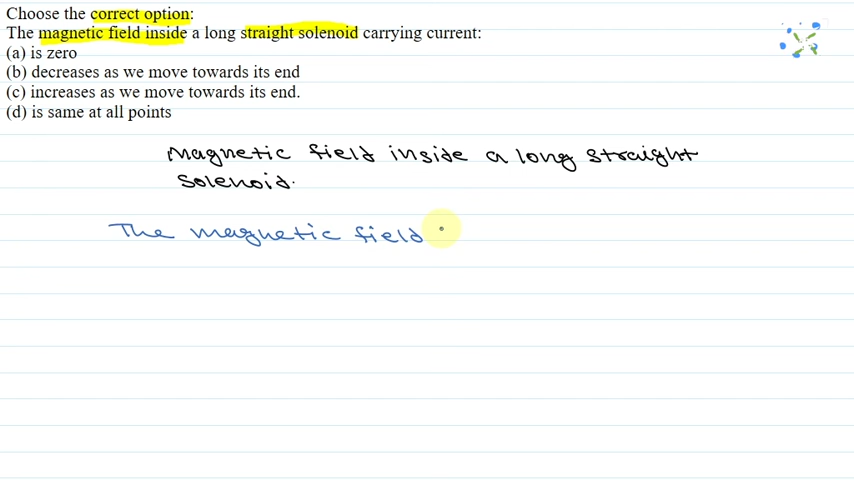 Choose the correct option:
The magnetic field inside a long straight solenoid carrying current:
(a) is zero
(b) decreases as we move towards its end
(c) increases as we move towards its end.
(d) is same at all points
Magnetic field inside a long straight
solenoid.
The magnetic field